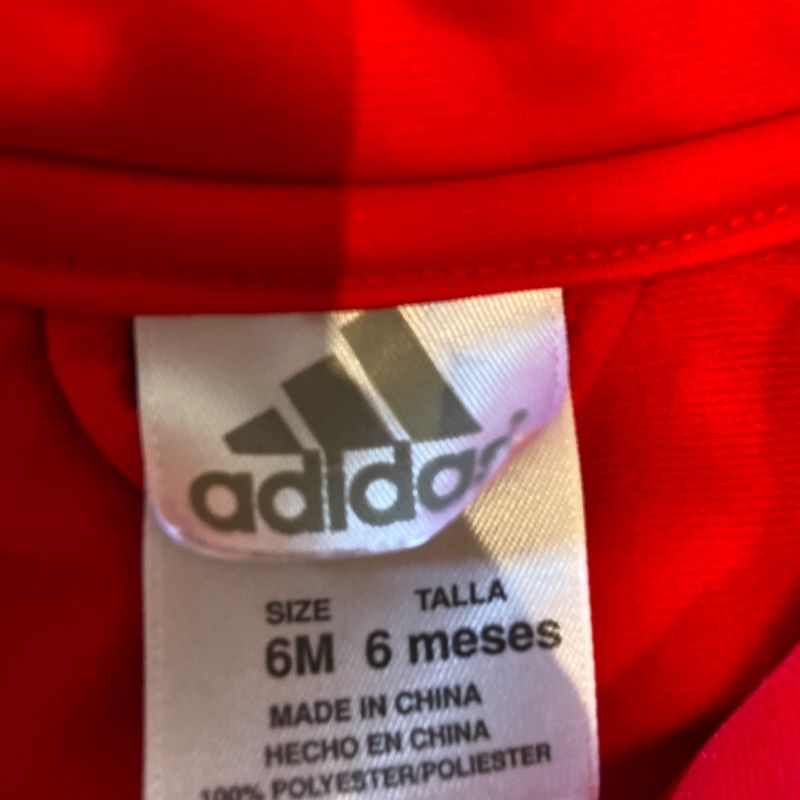 adidas
SIZE TALLA
6M 6 meses
MADE IN CHINA
HECHO EN CHINA
100% POLYESTER/POLIESTER